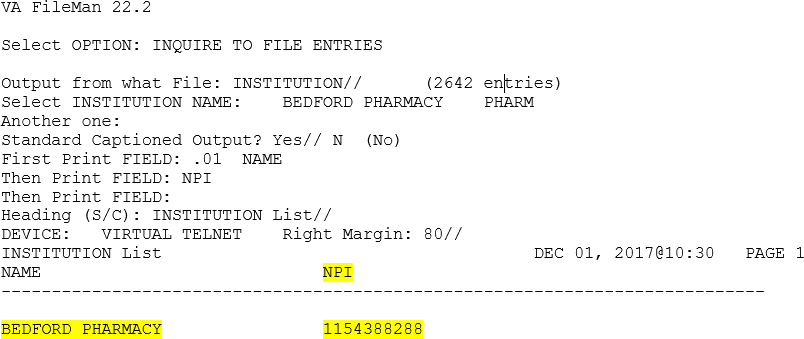 VA FileMan 22.2
Select OPTION: INQUIRE TO FILE ENTRIES
Output from what File: INSTITUTION// (2642 entries)
Select INSTITUTION NAME: BEDFORD PHARMACY PHARM
Another one:
Standard Captioned Output? Yes// N (No)
First Print FIELD: .01 NAME
Then Print FIELD: NPI
Then Print FIELD:
Heading (S/C): INSTITUTION List//
DEVICE: VIRTUAL TELNET Right Margin: 80//
INSTITUTION List DEC 01, 2017@10:30 PAGE 1
NAME NPI
----------------------------------------------------------------------------
BEDFORD PHARMACY 1154388288